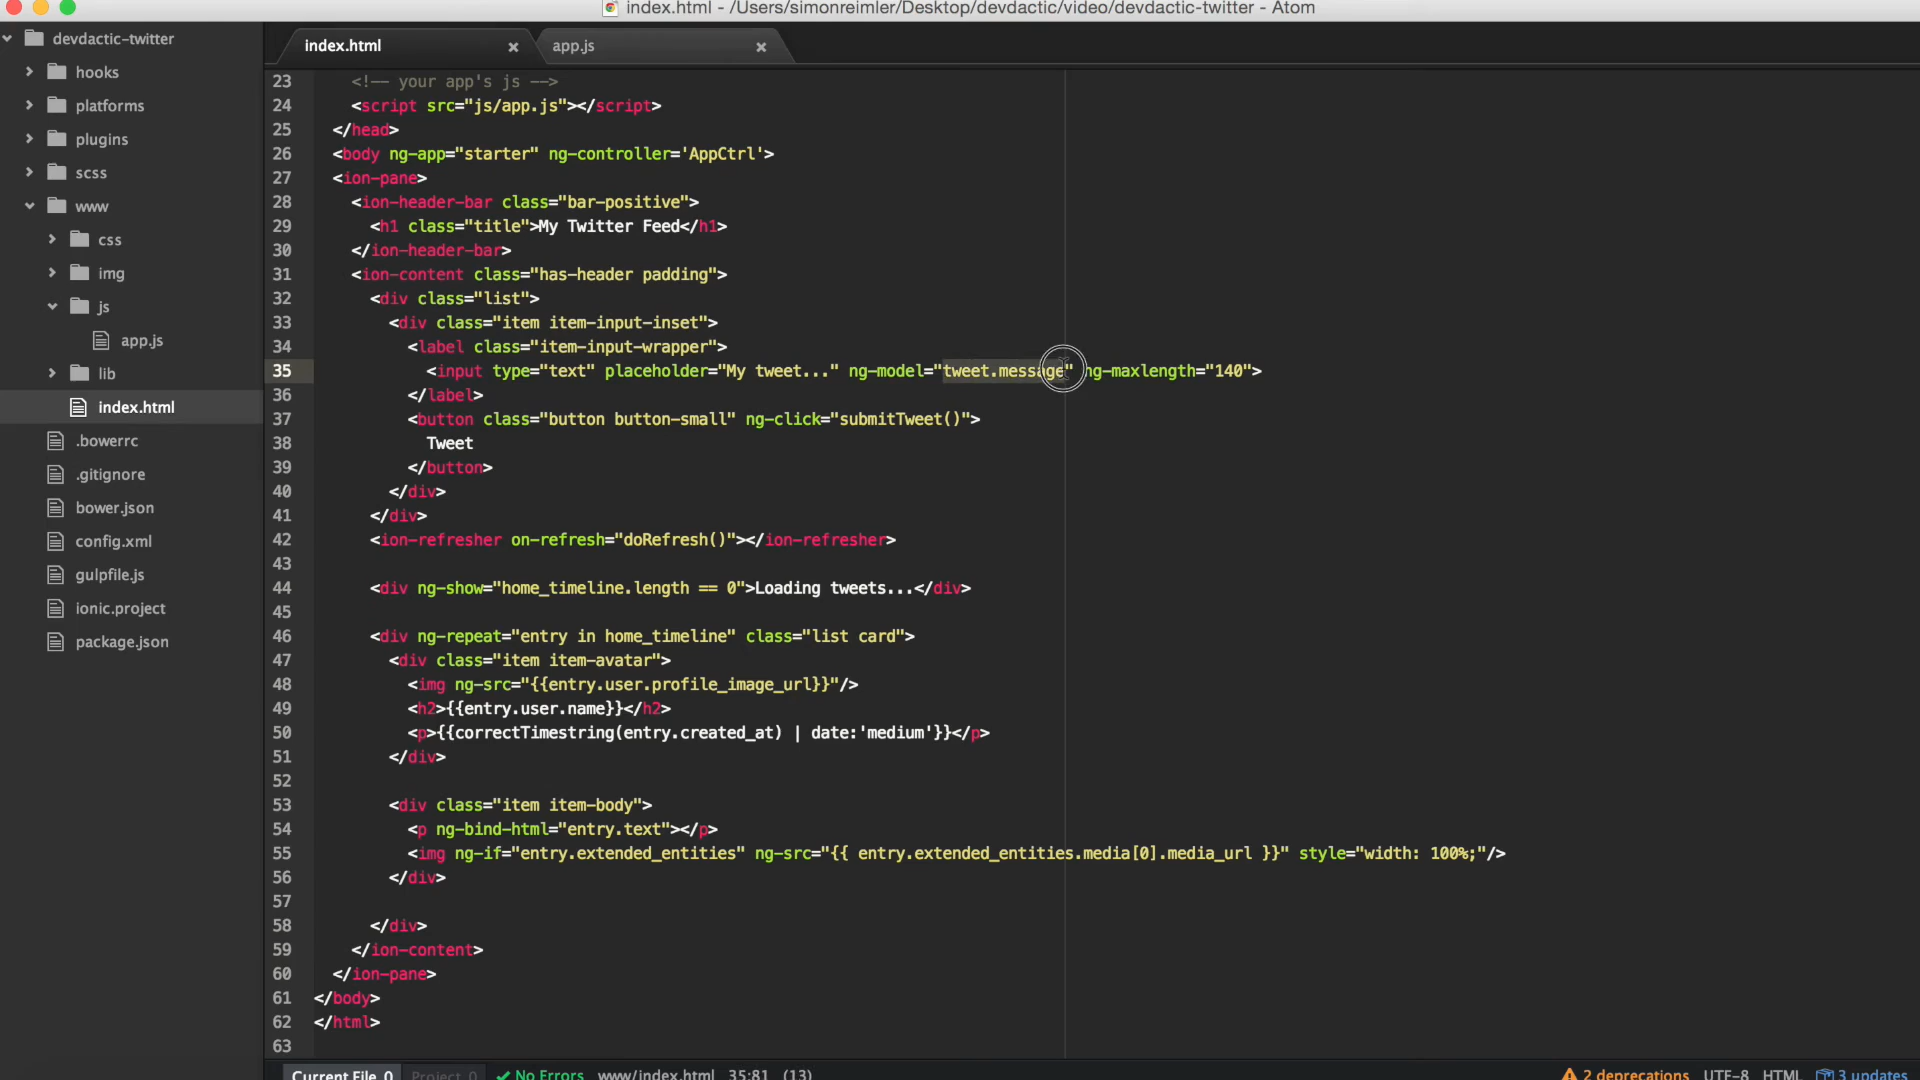 index.html - /Users/simonreimler/Desktop/devdactic/video/devdactic-twitter - Atom
devdactic-twitter
hooks
platforms
plugins
scss
www
css
img
js
app.js
lib
index.html
.bowerrc
.gitignore
bower.json
config.xml
gulpfile.js
ionic.project
package.json
index.html
app.js
23 <!-- your app's js -->
24 <script src="js/app.js"></script>
25 </head>
26 <body ng-app="starter" ng-controller='AppCtrl'>
27 <ion-pane>
28 <ion-header-bar class="bar-positive">
29 <h1 class="title">My Twitter Feed</h1>
30 </ion-header-bar>
31 <ion-content class="has-header padding">
32 <div class="list">
33 <div class="item item-input-inset">
34 <label class="item-input-wrapper">
35 <input type="text" placeholder="My tweet..." ng-model="tweet.message" ng-maxlength="140">
36 </label>
37 <button class="button button-small" ng-click="submitTweet()">
38 Tweet
39 </button>
40 </div>
41 </div>
42 <ion-refresher on-refresh="doRefresh()"></ion-refresher>
43
44 <div ng-show="home_timeline.length == 0">Loading tweets...</div>
45
46 <div ng-repeat="entry in home_timeline" class="list card">
47 <div class="item item-avatar">
48 <img ng-src="{{entry.user.profile_image_url}}"/>
49 <h2>{{entry.user.name}}</h2>
50 <p>{{correctTimestring(entry.created_at) | date:'medium'}}</p>
51 </div>
52
53 <div class="item item-body">
54 <p ng-bind-html="entry.text"></p>
55 <img ng-if="entry.extended_entities" ng-src="{{ entry.extended_entities.media[0].media_url }}" style="width: 100%;"/>
56 </div>
57
58 </div>
59 </ion-content>
60 </ion-pane>
61 </body>
62 </html>
63
Current File 0 Project 0 No Errors www/index.html 35:81 (13) 2 deprecations UTF-8 HTML 3 updates